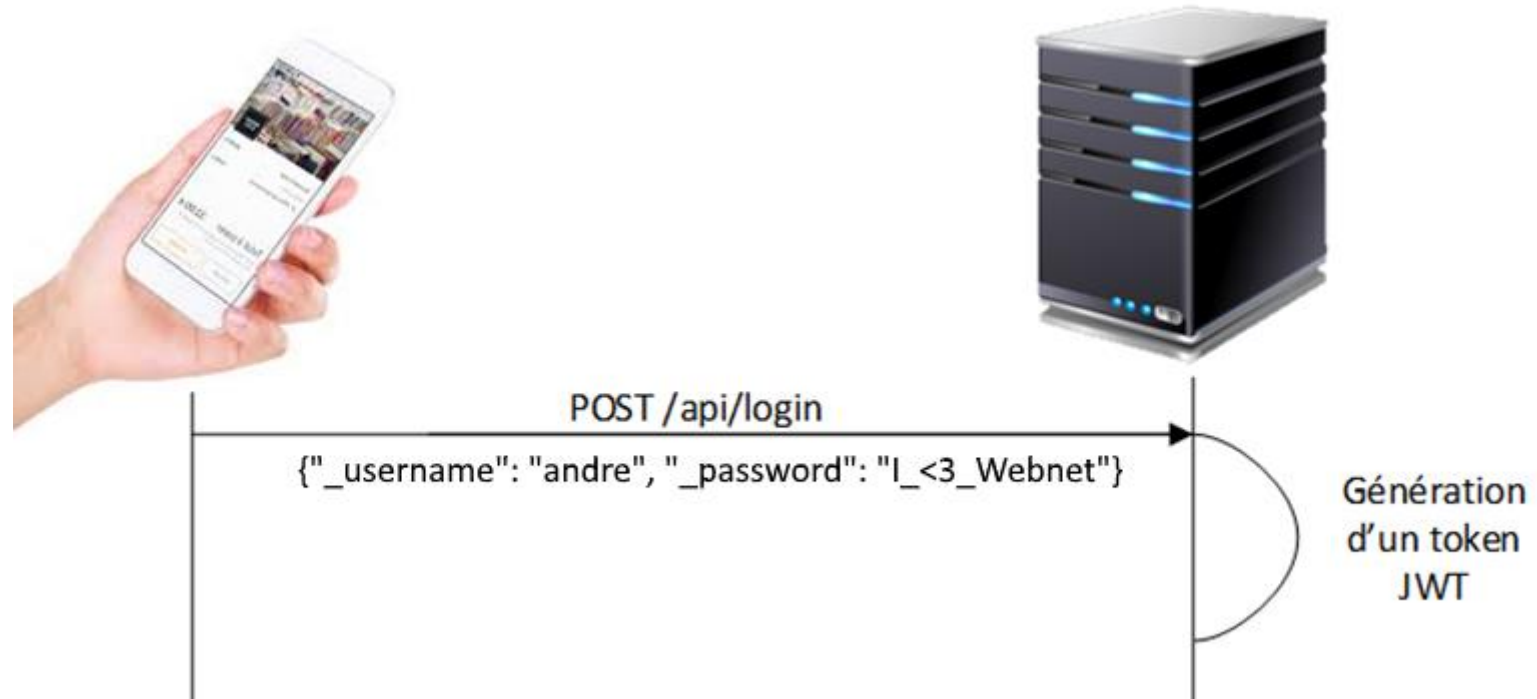 POST /api/login
{"_username": "andre", "_password": "I_<3_Webnet"}
Génération
d'un token
JWT